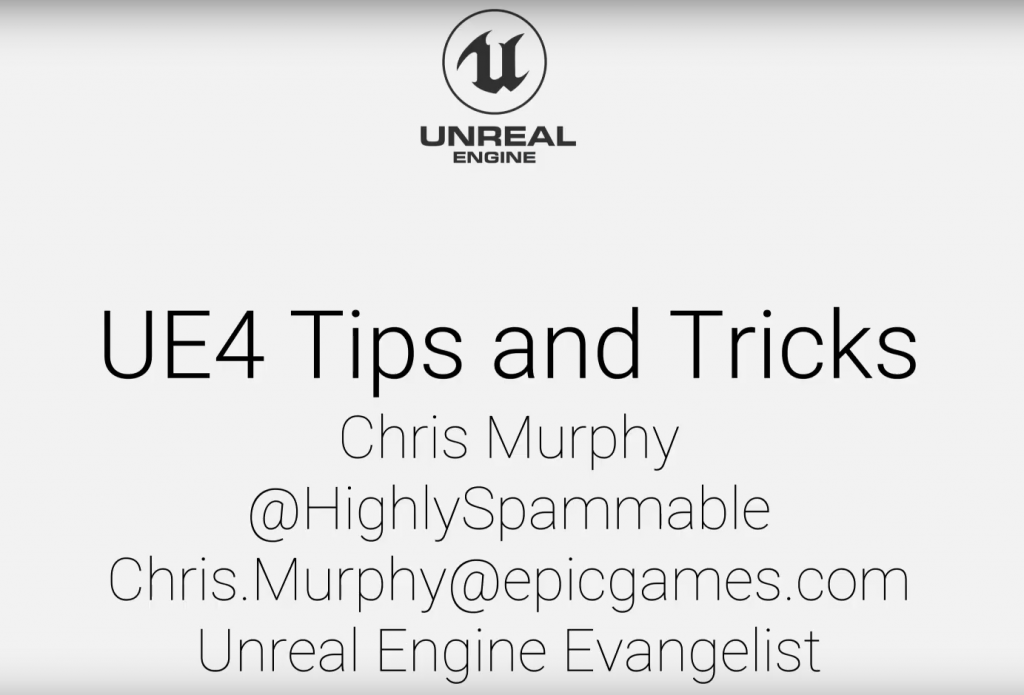 UNREAL
ENGINE
UE4 Tips and Tricks
Chris Murphy
@HighlySpammable
Chris.Murphy@epicgames.com
Unreal Engine Evangelist